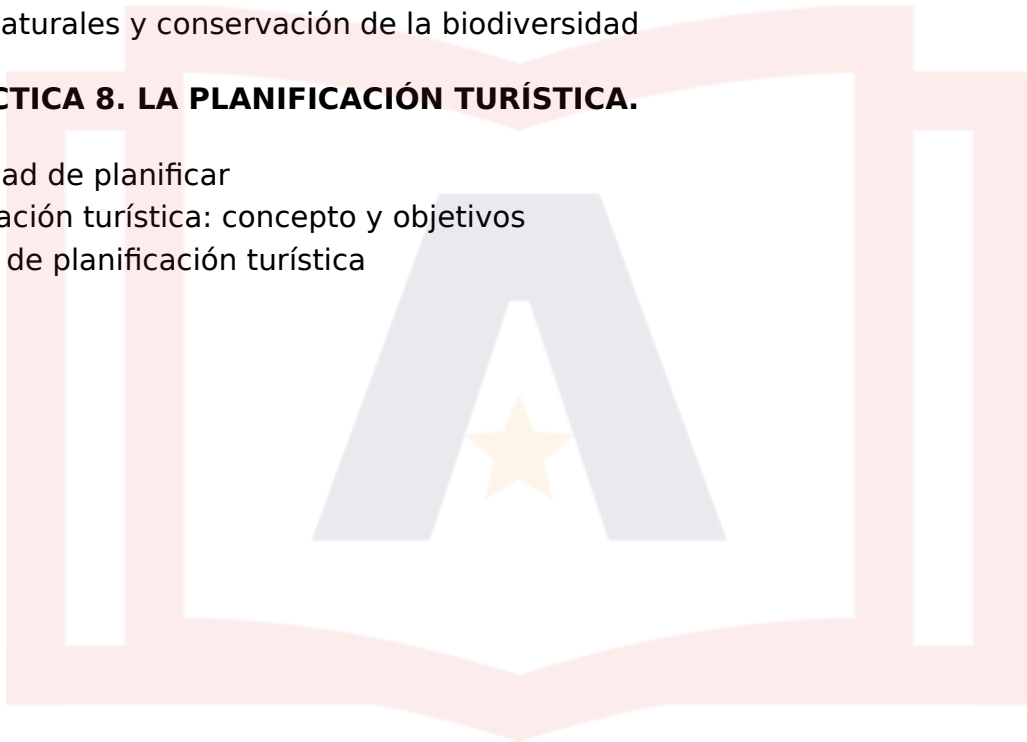 aturales y conservación de la biodiversidad
CTICA 8. LA PLANIFICACIÓN TURÍSTICA.
ad de planificar
ación turística: concepto y objetivos
de planificación turística